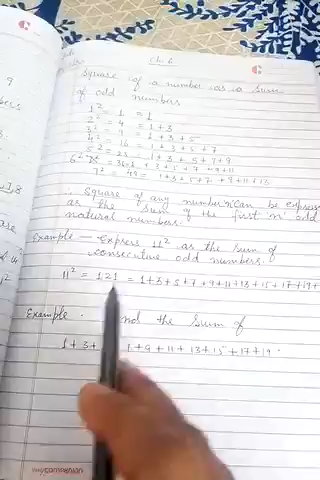 Ch 6
Square of a number as a sum
of odd numbers
1² = 1 = 1
2² = 4 = 1+3
3² = 9 = 1+3+5
4² = 16 = 1+3+5+7
5² = 25 = 1+3+5+7+9
6² = 36 = 1+3+5+7+9+11
7² = 49 = 1+3+5+7+9+11+13
Square of any number can be
as the sum of the first 'n' odd
natural numbers.
Example - Express 11² as the sum of
consecutive odd numbers.
11² = 121 = 1+3+5+7+9+11+13+15+17+19+
Example. the sum of
1+3+ 9+11+13+15+17+19.